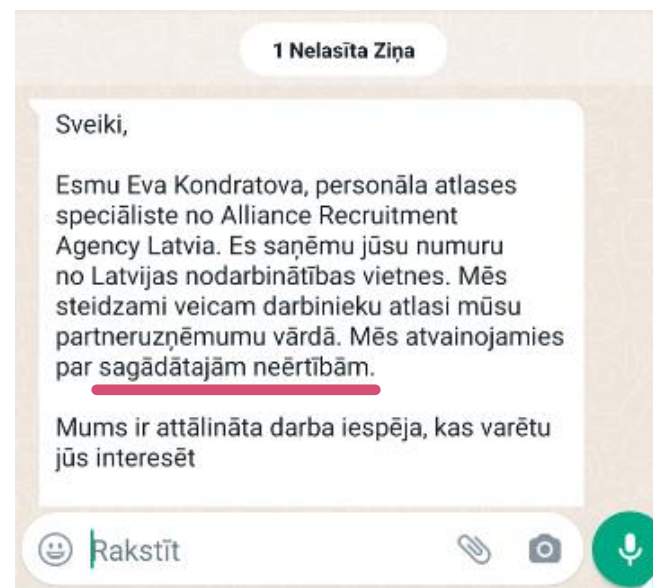 1 Nelasīta Ziņa
Sveiki,
Esmu Eva Kondratova, personāla atlases
speciāliste no Alliance Recruitment
Agency Latvia. Es saņēmu jūsu numuru
no Latvijas nodarbinātības vietnes. Mēs
steidzami veicam darbinieku atlasi mūsu
partneruzņēmumu vārdā. Mēs atvainojamies
par sagādātajām neērtībām.
Mums ir attālināta darba iespēja, kas varētu
jūs interesēt
Rakstīt